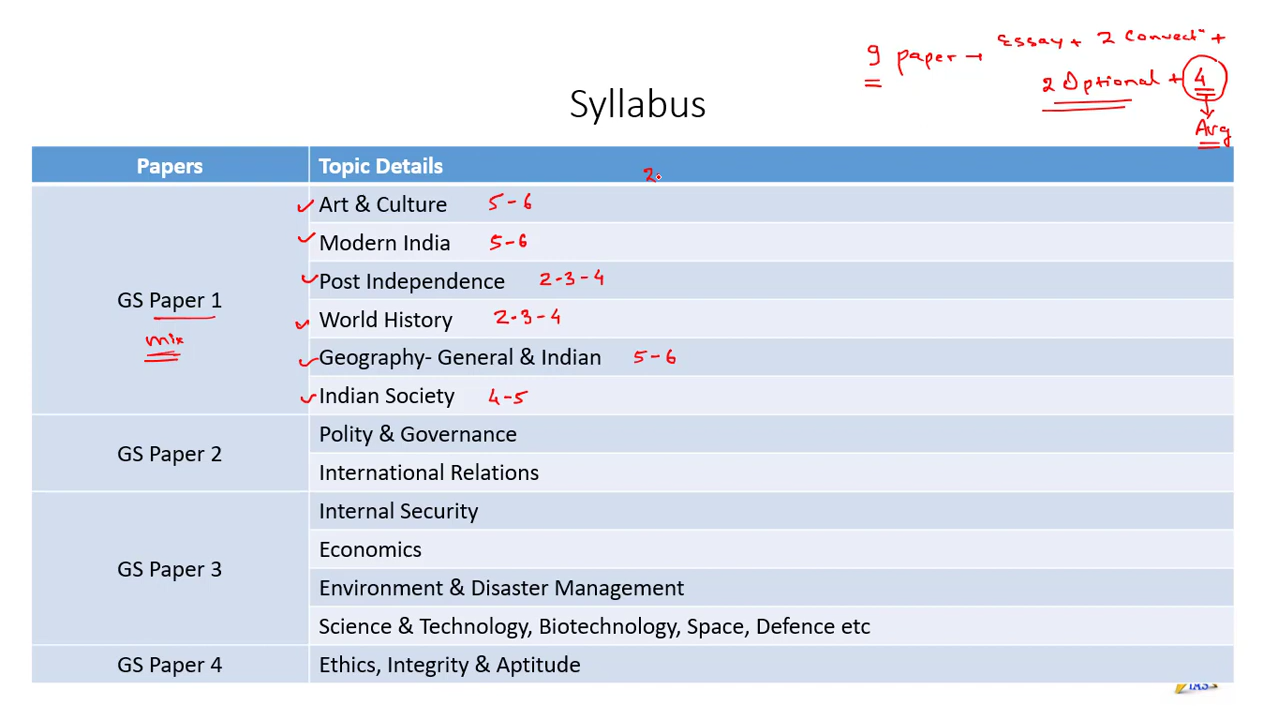 9 paper → Essay + 2 Convect" +
2 Optional + 4
Avg
Syllabus
Papers Topic Details
2.
Art & Culture 5-6
Modern India 5-6
Post Independence 2-3-4
GS Paper 1
mix
World History 2-3-4
Geography- General & Indian 5-6
Indian Society 4-5
GS Paper 2
Polity & Governance
International Relations
GS Paper 3
Internal Security
Economics
Environment & Disaster Management
Science & Technology, Biotechnology, Space, Defence etc
GS Paper 4 Ethics, Integrity & Aptitude
IAS